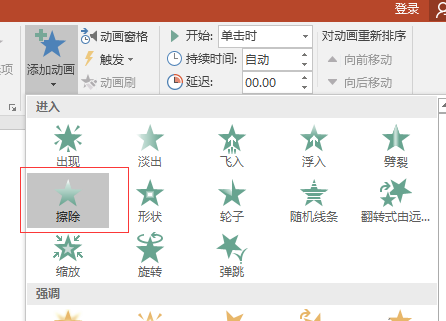 登录
动画窗格
开始: 单击时
对动画重新排序
添加动画
触发
持续时间: 自动
向前移动
动画刷
延迟: 00.00
向后移动
进入
出现 淡出 飞入 浮入 劈裂
擦除 形状 轮子 随机线条 翻转式由远...
缩放 旋转 弹跳
强调